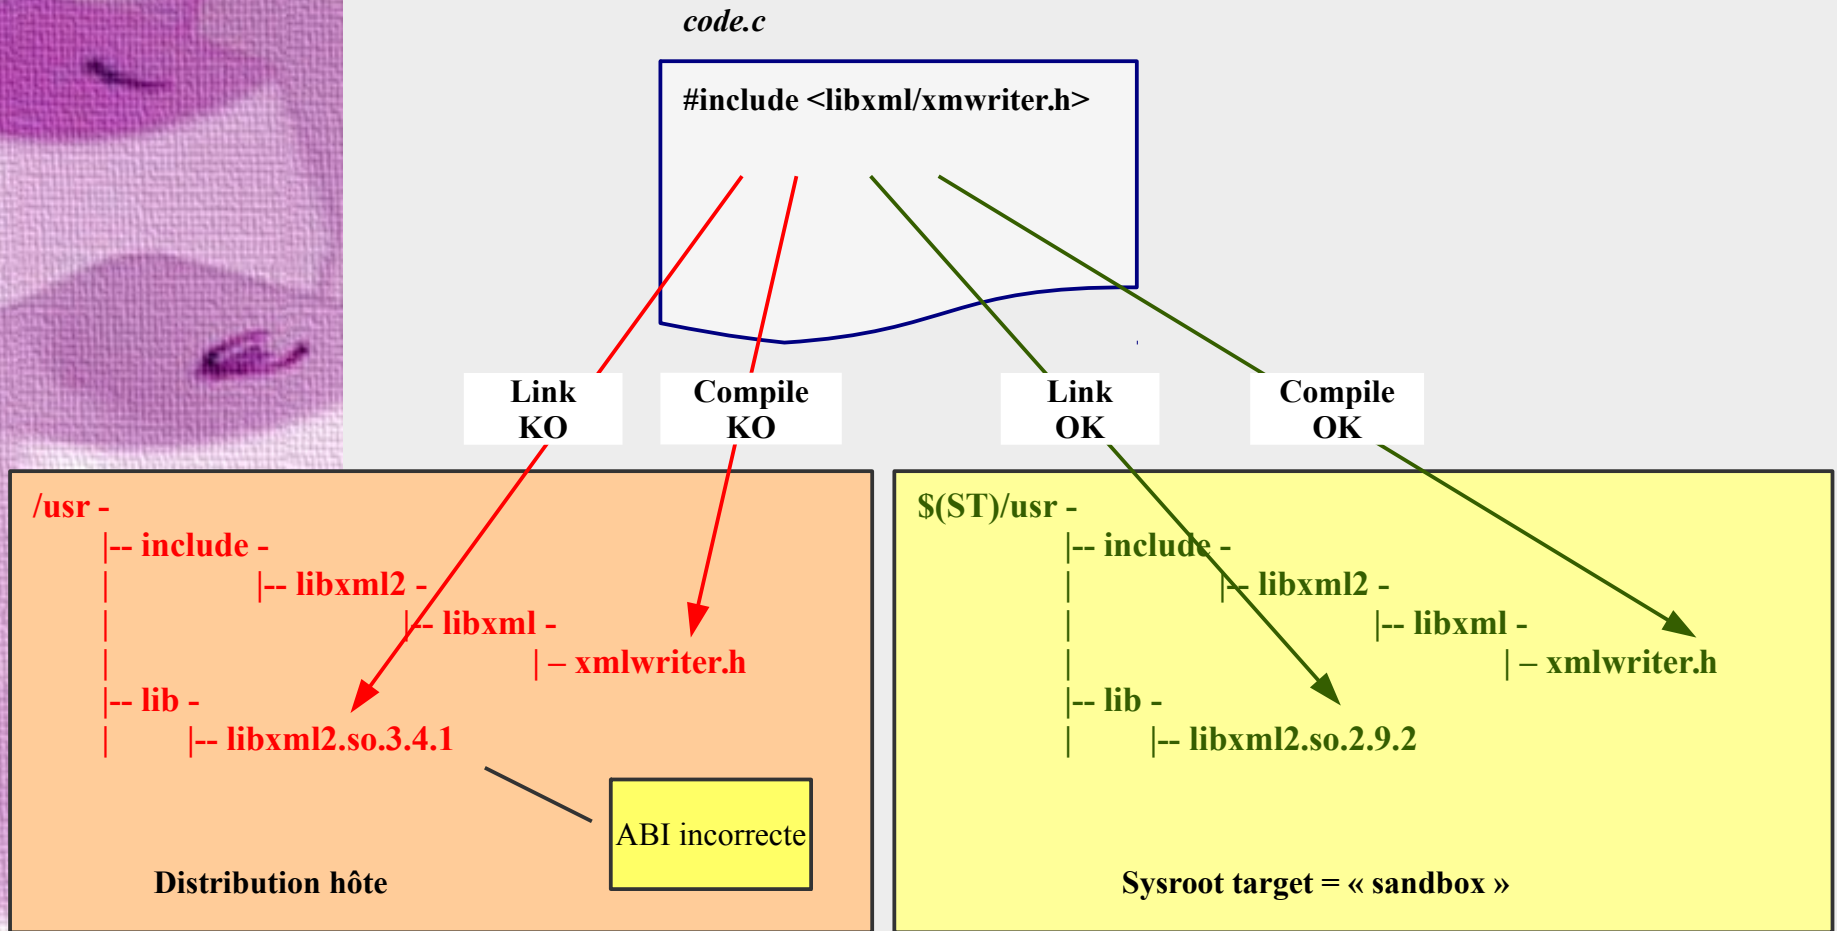 code.c
#include <libxml/xmwriter.h>
Link
KO
Compile
KO
Link
OK
Compile
OK
/usr -
|-- include -
| |-- libxml2 -
| |-- libxml -
| | – xmlwriter.h
|-- lib -
| |-- libxml2.so.3.4.1
ABI incorrecte
Distribution hôte
$(ST)/usr -
|-- include -
| |-- libxml2 -
| |-- libxml -
| | – xmlwriter.h
|-- lib -
| |-- libxml2.so.2.9.2
Sysroot target = « sandbox »